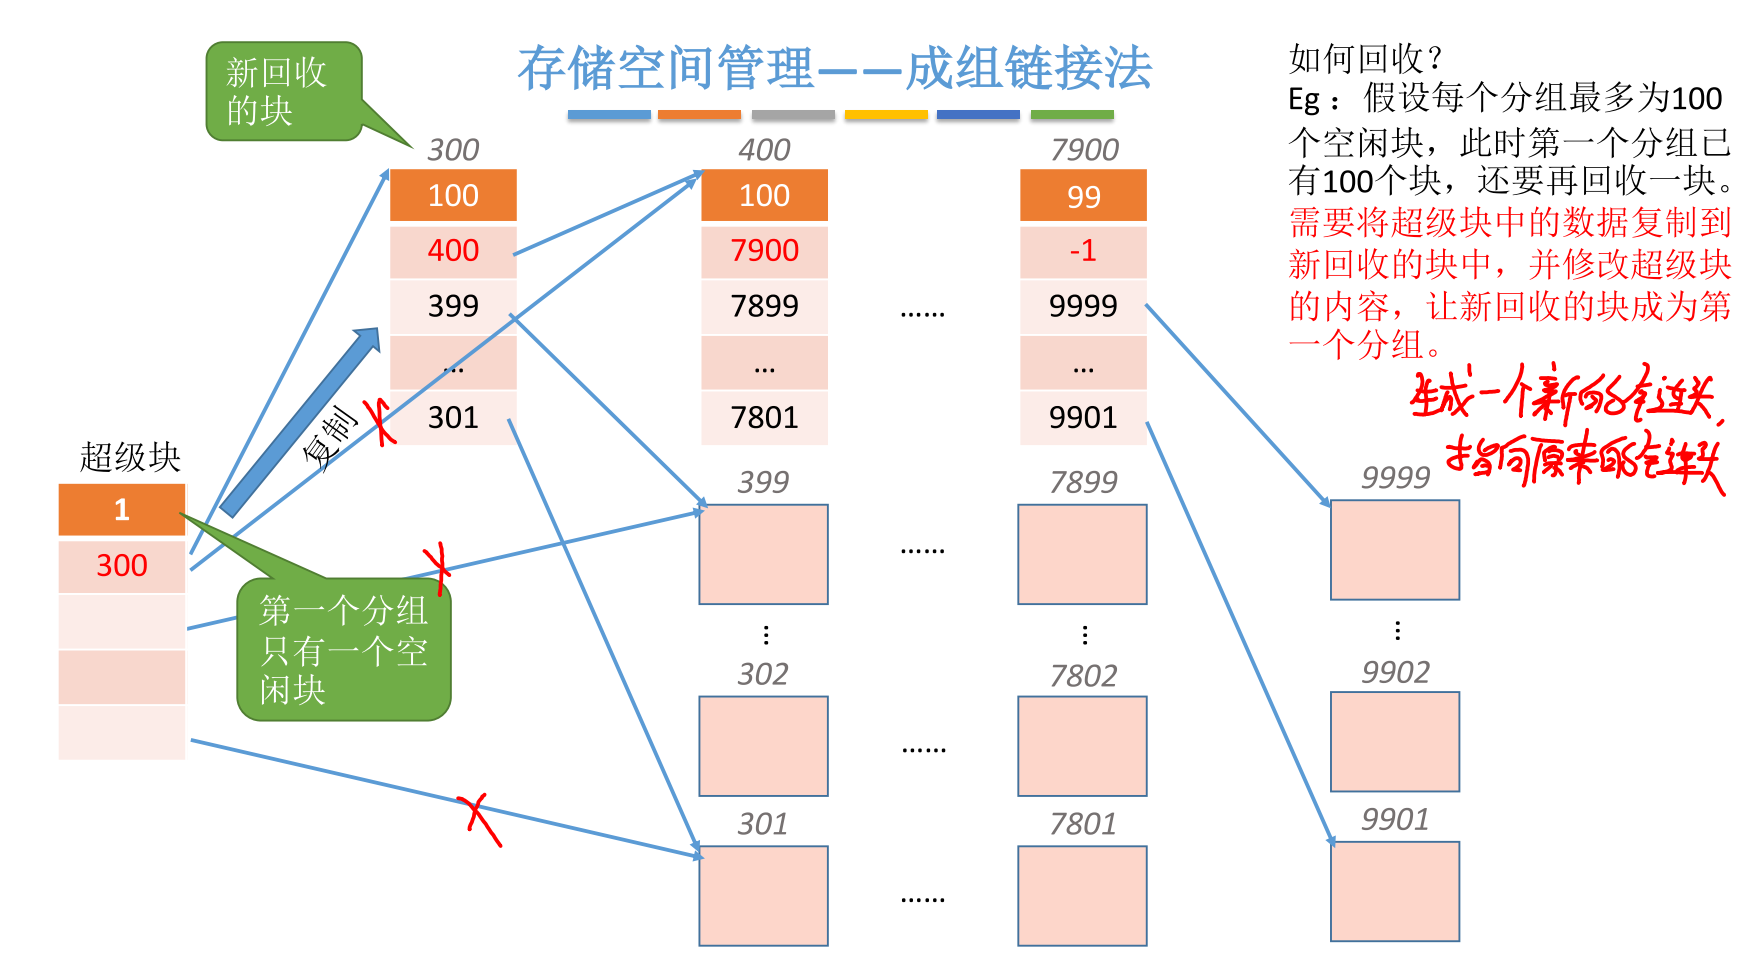 存储空间管理——成组链接法
新回收
的块
如何回收？
Eg：假设每个分组最多为100
个空闲块，此时第一个分组已
有100个块，还要再回收一块。
需要将超级块中的数据复制到
新回收的块中，并修改超级块
的内容，让新回收的块成为第
一个分组。
生成一个新的链头，
指向原来的链头
300
100
400
399
...
301
400
100
7900
7899
...
7801
......
7900
99
-1
9999
...
9901
复制
超级块
1
300
第一个分组
只有一个空
闲块
399
......
7899
9999
...
...
...
302
......
7802
9902
301
......
7801
9901